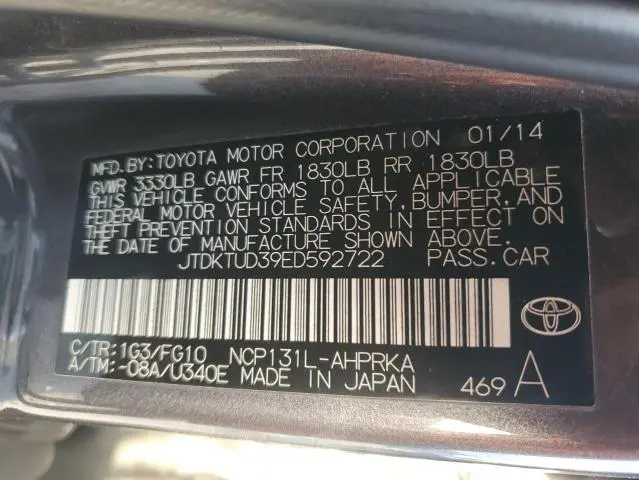 MFD.BY:TOYOTA MOTOR CORPORATION 01/14
GVWR 3330LB GAWR FR 1830LB RR 1830LB
THIS VEHICLE CONFORMS TO ALL APPLICABLE
FEDERAL MOTOR VEHICLE SAFETY, BUMPER, AND
THEFT PREVENTION STANDARDS IN EFFECT ON
THE DATE OF MANUFACTURE SHOWN ABOVE.
JTDKTUD39ED592722 PASS.CAR
C/TR:1G3/FG10 NCP131L-AHPRKA
A/TM:-08A/U340E MADE IN JAPAN 469 A